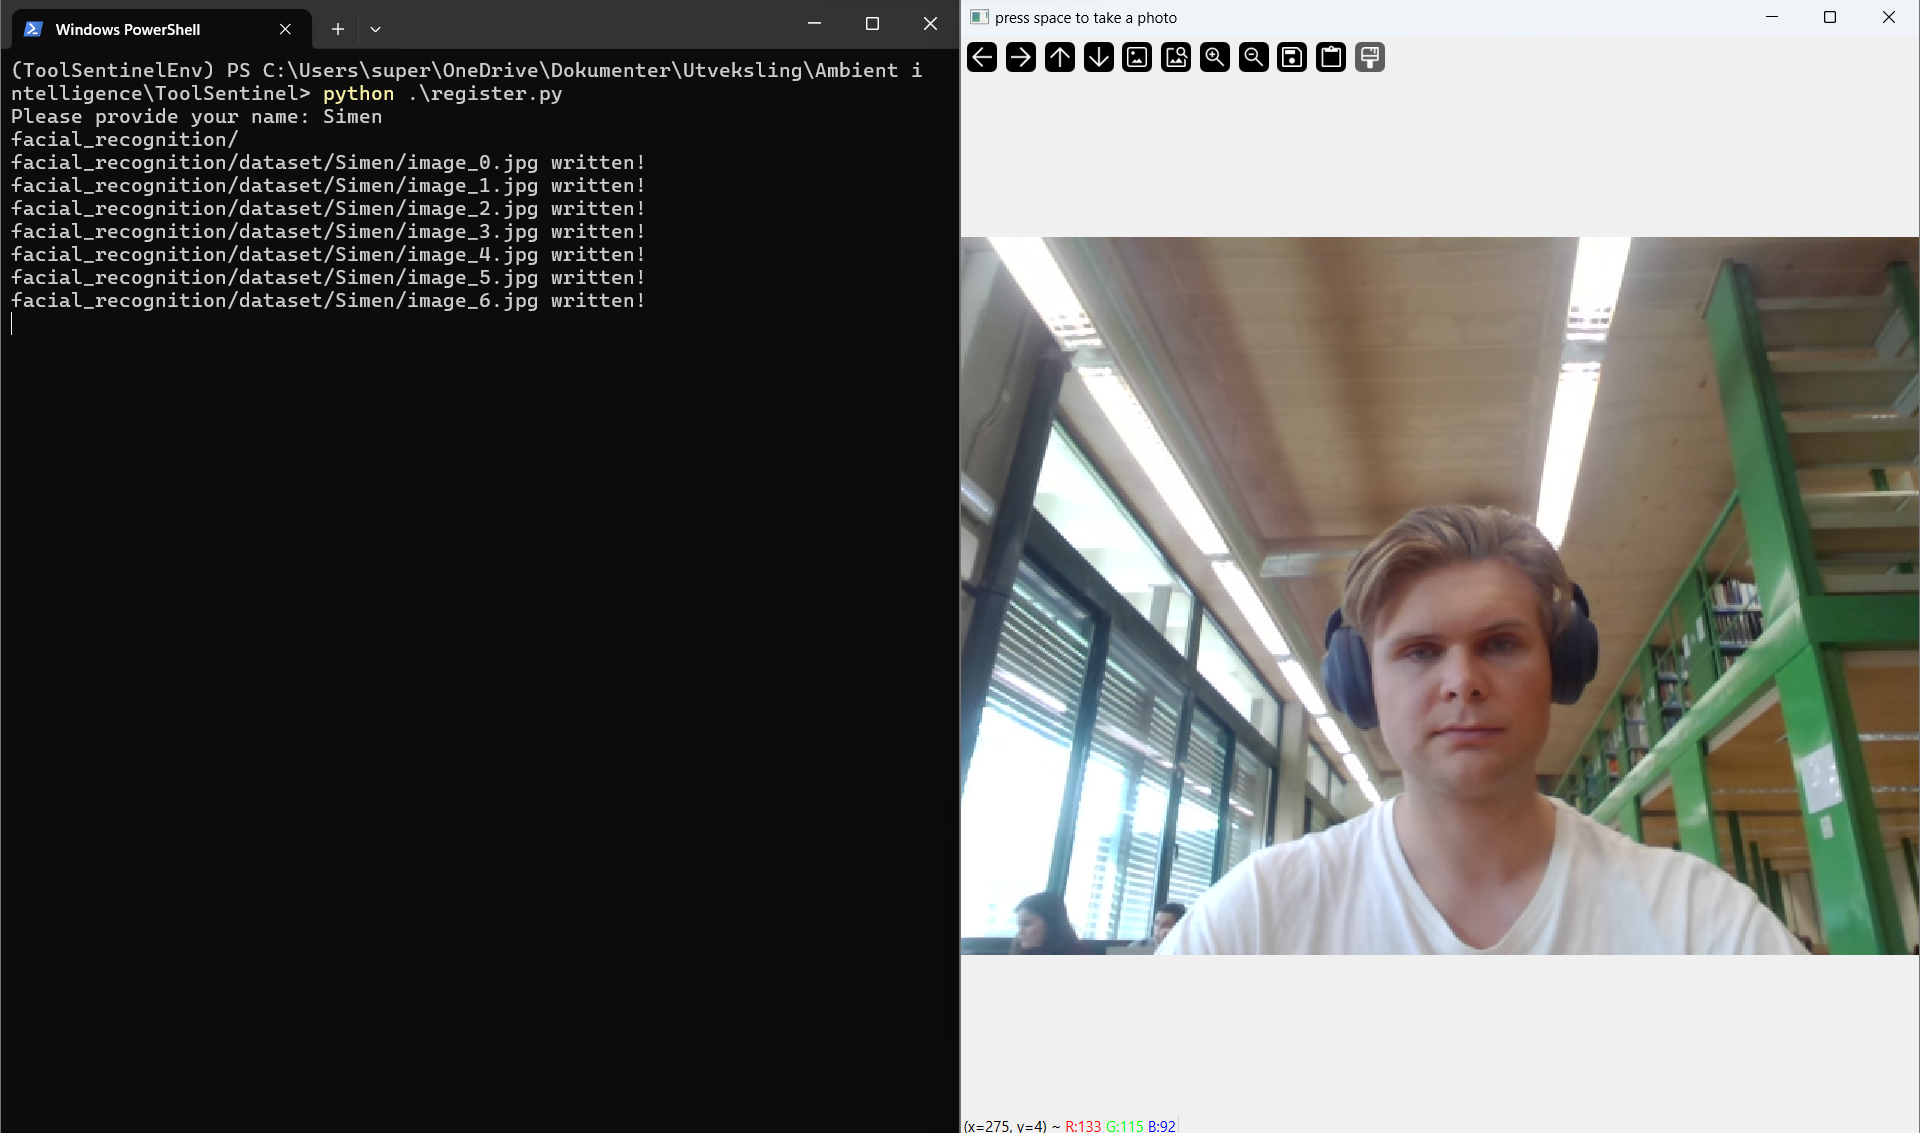 Windows PowerShell
(ToolSentinelEnv) PS C:\Users\super\OneDrive\Dokumenter\Utveksling\Ambient i
ntelligence\ToolSentinel> python .\register.py
Please provide your name: Simen
facial_recognition/
facial_recognition/dataset/Simen/image_0.jpg written!
facial_recognition/dataset/Simen/image_1.jpg written!
facial_recognition/dataset/Simen/image_2.jpg written!
facial_recognition/dataset/Simen/image_3.jpg written!
facial_recognition/dataset/Simen/image_4.jpg written!
facial_recognition/dataset/Simen/image_5.jpg written!
facial_recognition/dataset/Simen/image_6.jpg written!
press space to take a photo
(x=275, y=4) ~ R:133 G:115 B:92